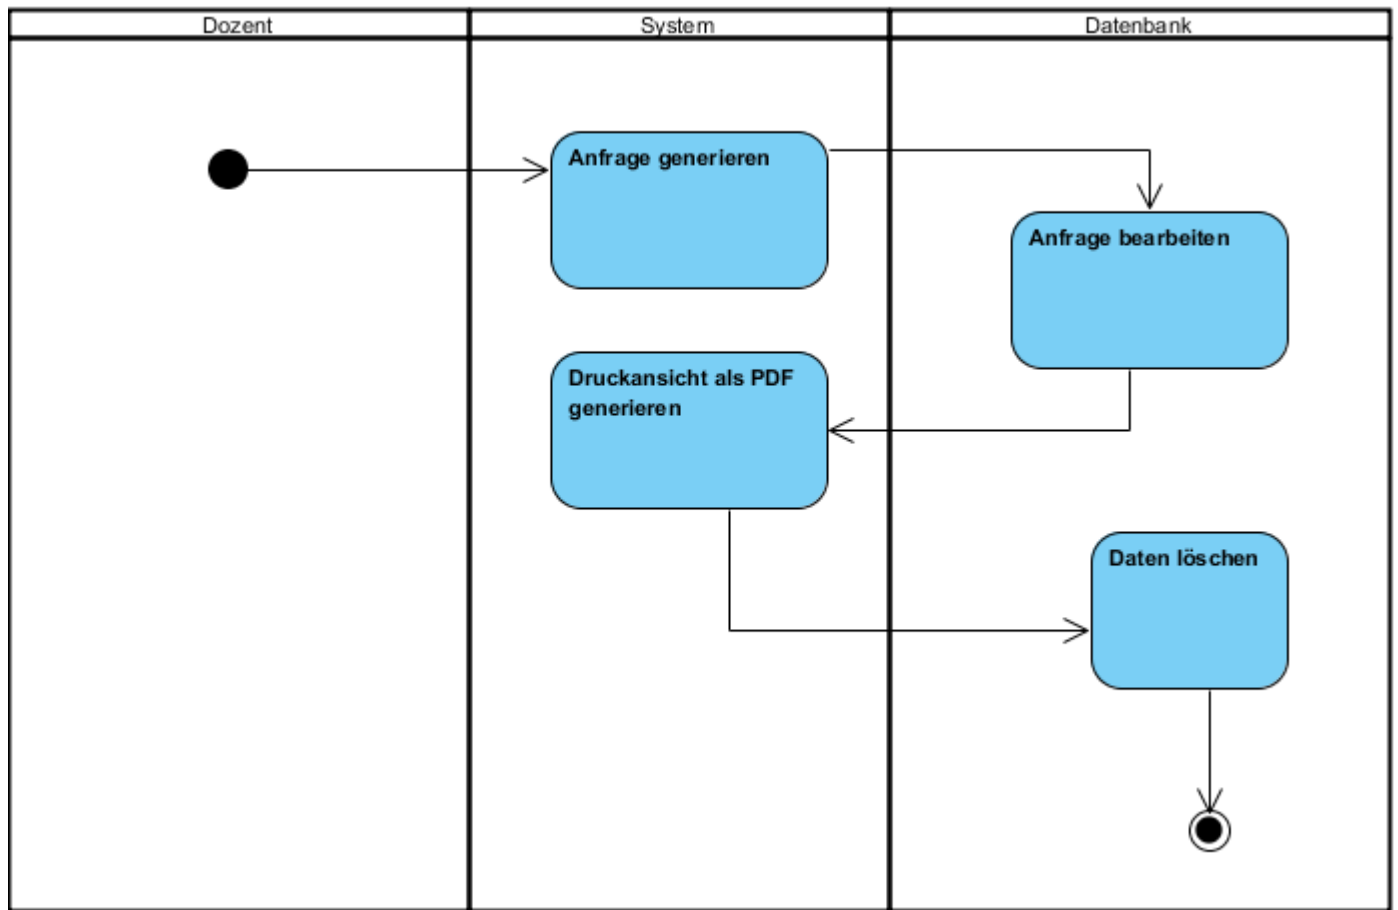 Dozent
System
Datenbank
Anfrage generieren
Anfrage bearbeiten
Druckansicht als PDF
generieren
Daten löschen